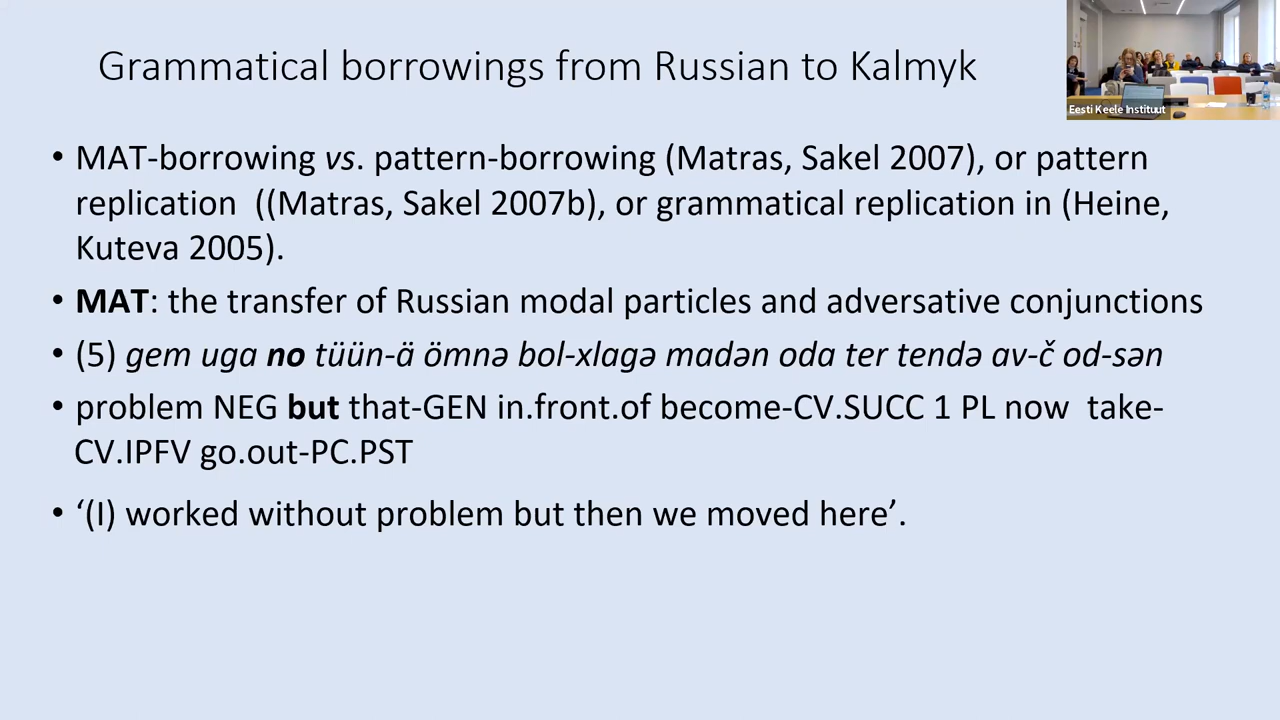 Grammatical borrowings from Russian to Kalmyk
Eesti Keele Instituut
• MAT-borrowing vs. pattern-borrowing (Matras, Sakel 2007), or pattern
replication ((Matras, Sakel 2007b), or grammatical replication in (Heine,
Kuteva 2005).
• MAT: the transfer of Russian modal particles and adversative conjunctions
• (5) gem uga no tüün-ä ömnə bol-xlagə madən oda ter tendə av-č od-sən
• problem NEG but that-GEN in.front.of become-CV.SUCC 1 PL now take-
CV.IPFV go.out-PC.PST
• ‘(I) worked without problem but then we moved here’.